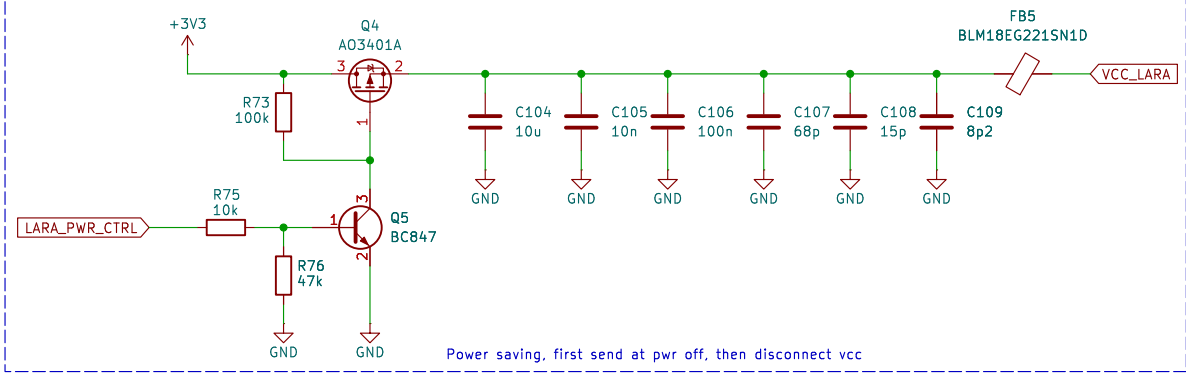 +3V3
Q4
AO3401A
3
2
1
R73
100k
FB5
BLM18EG221SN1D
VCC_LARA
C104
10u
C105
10n
C106
100n
C107
68p
C108
15p
C109
8p2
GND
GND
GND
GND
GND
GND
LARA_PWR_CTRL
R75
10k
R76
47k
1
3
2
Q5
BC847
GND
GND
Power saving, first send at pwr off, then disconnect vcc